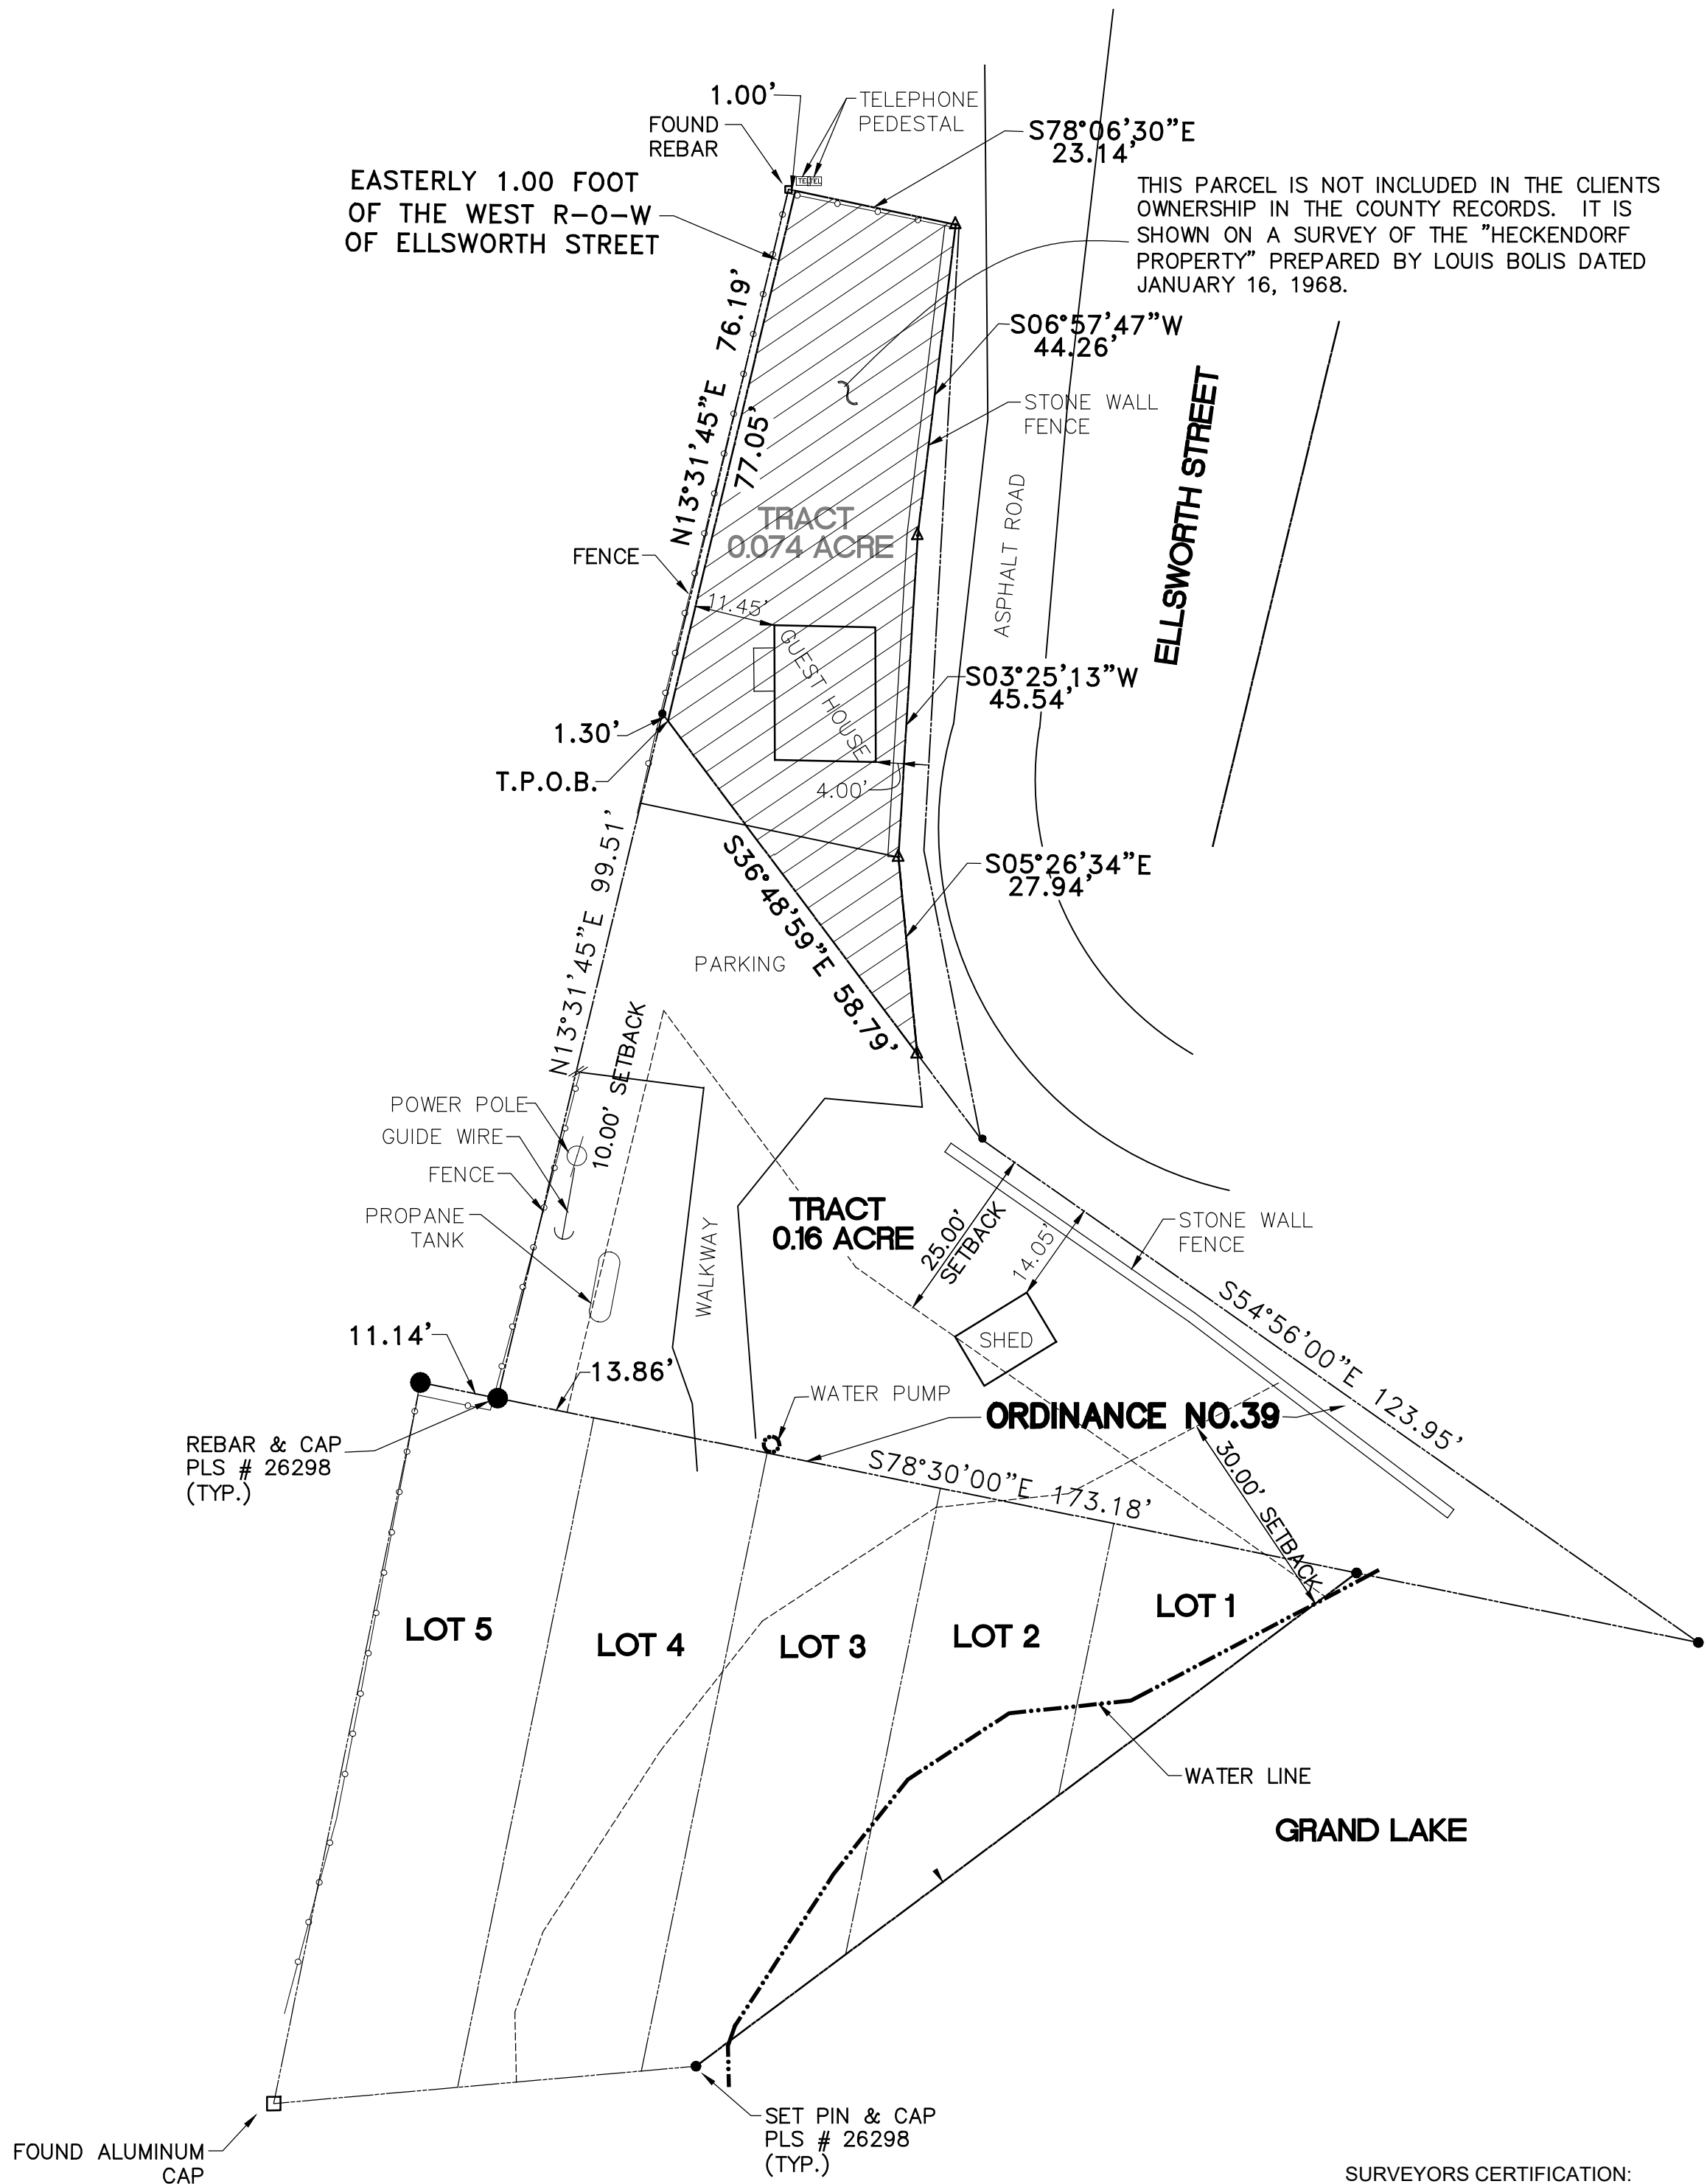 1.00'
TELEPHONE
PEDESTAL
FOUND
REBAR
TEL TEL
S78°06'30"E
23.14'
EASTERLY 1.00 FOOT
OF THE WEST R-O-W
OF ELLSWORTH STREET
THIS PARCEL IS NOT INCLUDED IN THE CLIENTS
OWNERSHIP IN THE COUNTY RECORDS. IT IS
SHOWN ON A SURVEY OF THE "HECKENDORF
PROPERTY" PREPARED BY LOUIS BOLIS DATED
JANUARY 16, 1968.
N13°31'45"E 76.19'
77.05'
S06°57'47"W
44.26'
STONE WALL
FENCE
ELLSWORTH STREET
ASPHALT ROAD
TRACT
0.074 ACRE
FENCE
11.45'
GUEST HOUSE
S03°25'13"W
45.54'
1.30'
T.P.O.B.
4.00'
S05°26'34"E
27.94'
S36°48'59"E 58.79'
N13°31'45"E 99.51'
PARKING
10.00' SETBACK
POWER POLE
GUIDE WIRE
FENCE
PROPANE
TANK
WALKWAY
TRACT
0.16 ACRE
25.00'
SETBACK
14.05'
STONE WALL
FENCE
SHED
S54°56'00"E 123.95'
11.14'
13.86'
WATER PUMP
ORDINANCE NO.39
REBAR & CAP
PLS # 26298
(TYP.)
S78°30'00"E 173.18'
30.00' SETBACK
LOT 5
LOT 4
LOT 3
LOT 2
LOT 1
WATER LINE
GRAND LAKE
SET PIN & CAP
PLS # 26298
(TYP.)
FOUND ALUMINUM
CAP
SURVEYORS CERTIFICATION: